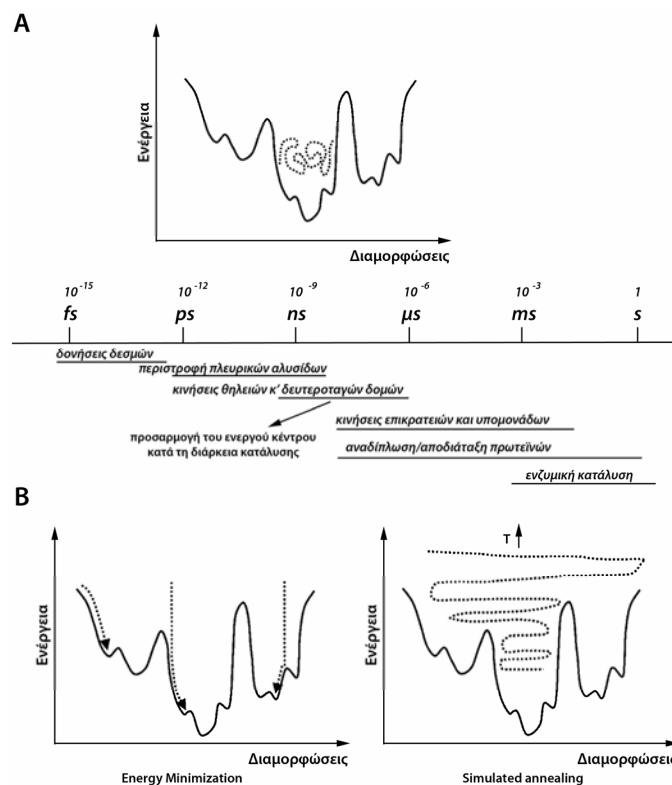 A
Ενέργεια
Διαμορφώσεις
10 -15 10 -12 10 -9 10 -6 10 -3 1
fs ps ns μs ms s
δονήσεις δεσμών
περιστροφή πλευρικών αλυσίδων
κινήσεις θηλειών κ' δευτεροταγών δομών
προσαρμογή του ενεργού κέντρου
κατά τη διάρκεια κατάλυσης
κινήσεις επικρατειών και υπομονάδων
αναδίπλωση/αποδιάταξη πρωτεϊνών
ενζυμική κατάλυση
B
Ενέργεια
Διαμορφώσεις
Energy Minimization
T
Ενέργεια
Διαμορφώσεις
Simulated annealing